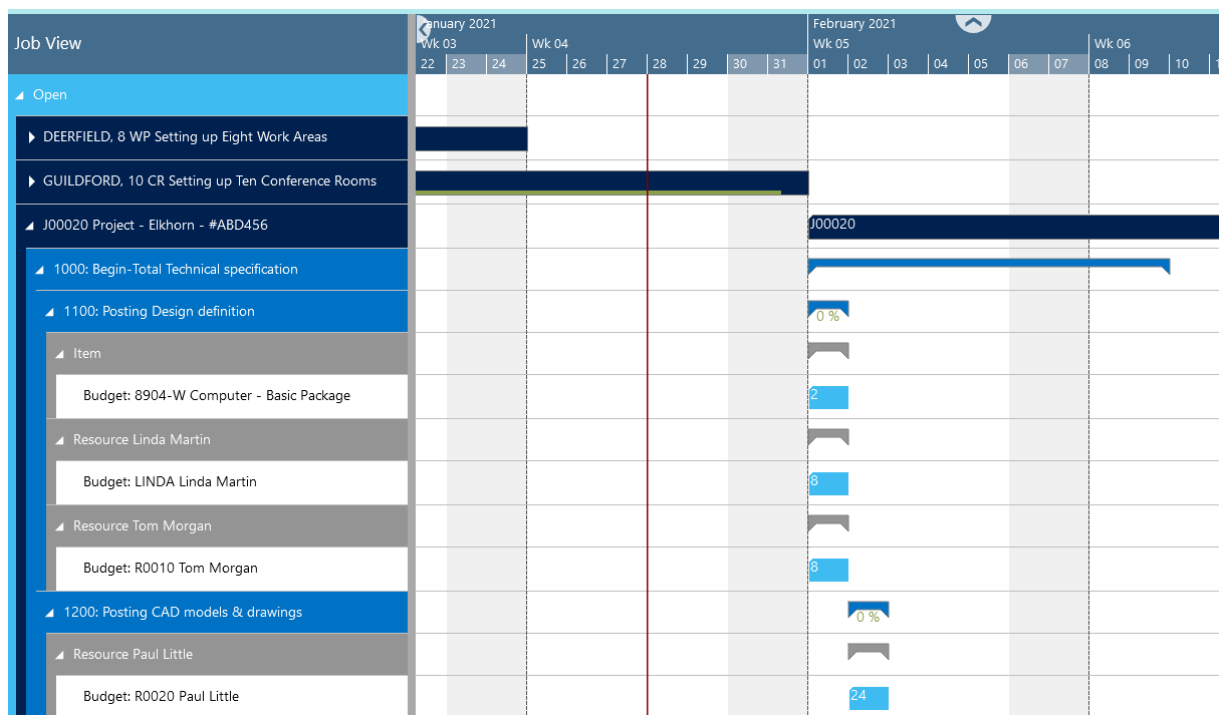 Job View
anuary 2021
February 2021
Wk 03
Wk 04
Wk 05
Wk 06
22 23 24 25 26 27 28 29 30 31 01 02 03 04 05 06 07 08 09 10
Open
DEERFIELD, 8 WP Setting up Eight Work Areas
GUILDFORD, 10 CR Setting up Ten Conference Rooms
J00020 Project - Elkhorn - #ABD456
J00020
1000: Begin-Total Technical specification
1100: Posting Design definition
0 %
Item
Budget: 8904-W Computer - Basic Package
2
Resource Linda Martin
Budget: LINDA Linda Martin
8
Resource Tom Morgan
Budget: R0010 Tom Morgan
8
1200: Posting CAD models & drawings
0 %
Resource Paul Little
Budget: R0020 Paul Little
24